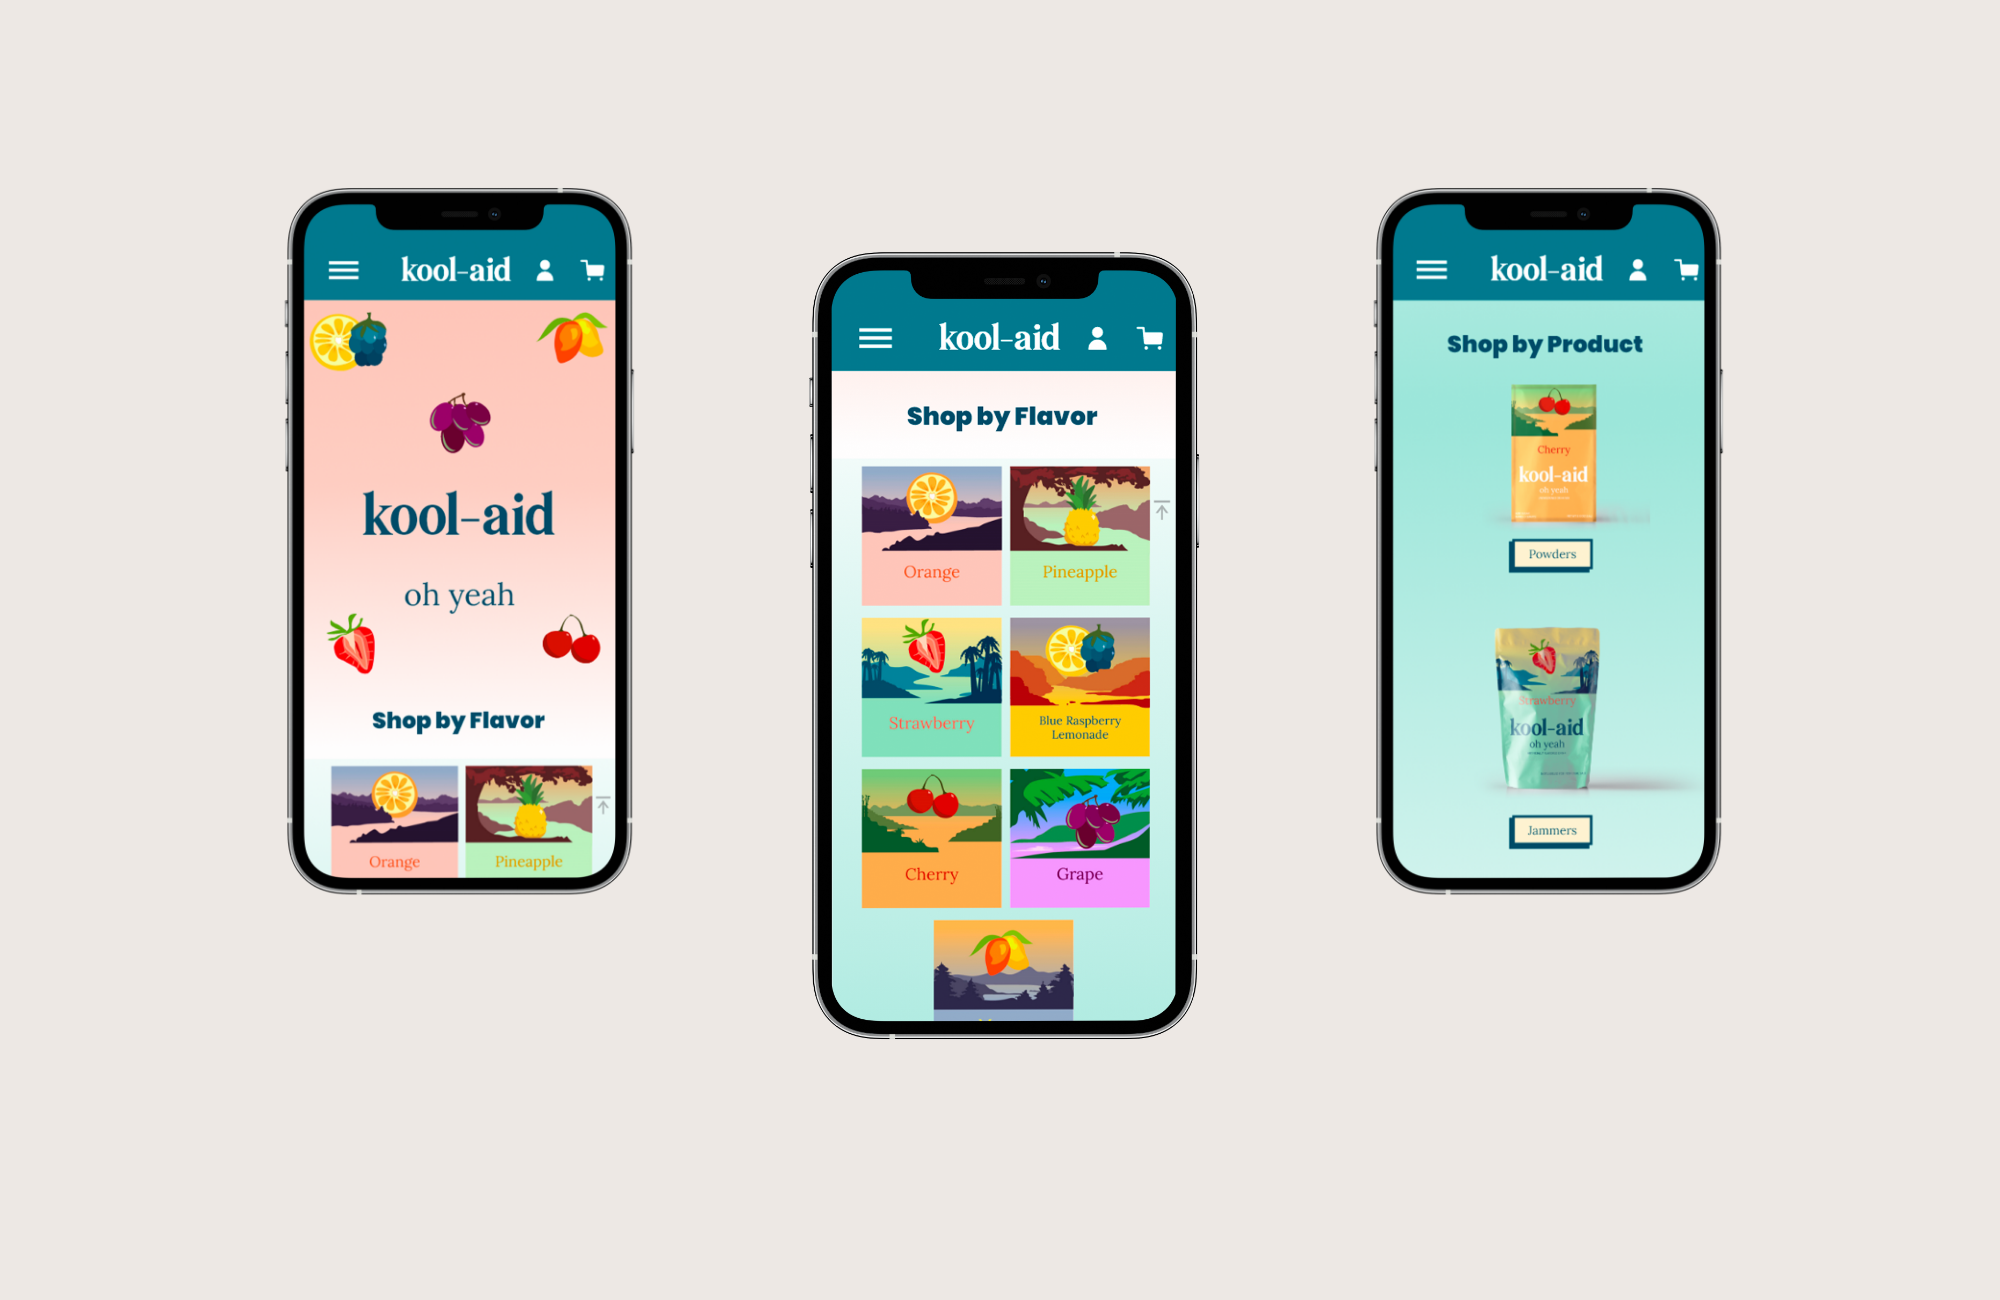 kool-aid
kool-aid
oh yeah
Shop by Flavor
Orange
Pineapple
kool-aid
Shop by Flavor
Orange
Pineapple
Strawberry
Blue Raspberry
Lemonade
Cherry
Grape
kool-aid
Shop by Product
Cherry
kool-aid
oh yeah
Powders
Strawberry
kool-aid
oh yeah
Jammers